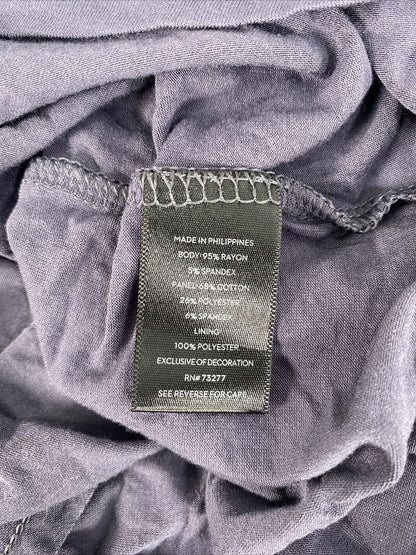 MADE IN PHILIPPINES
BODY·95% RAYON
5% SPANDEX
PANEL·68% COTTON
26% POLYESTER
6% SPANDEX
LINING·
100% POLYESTER
EXCLUSIVE OF DECORATION
RN#73277
SEE REVERSE FOR CARE